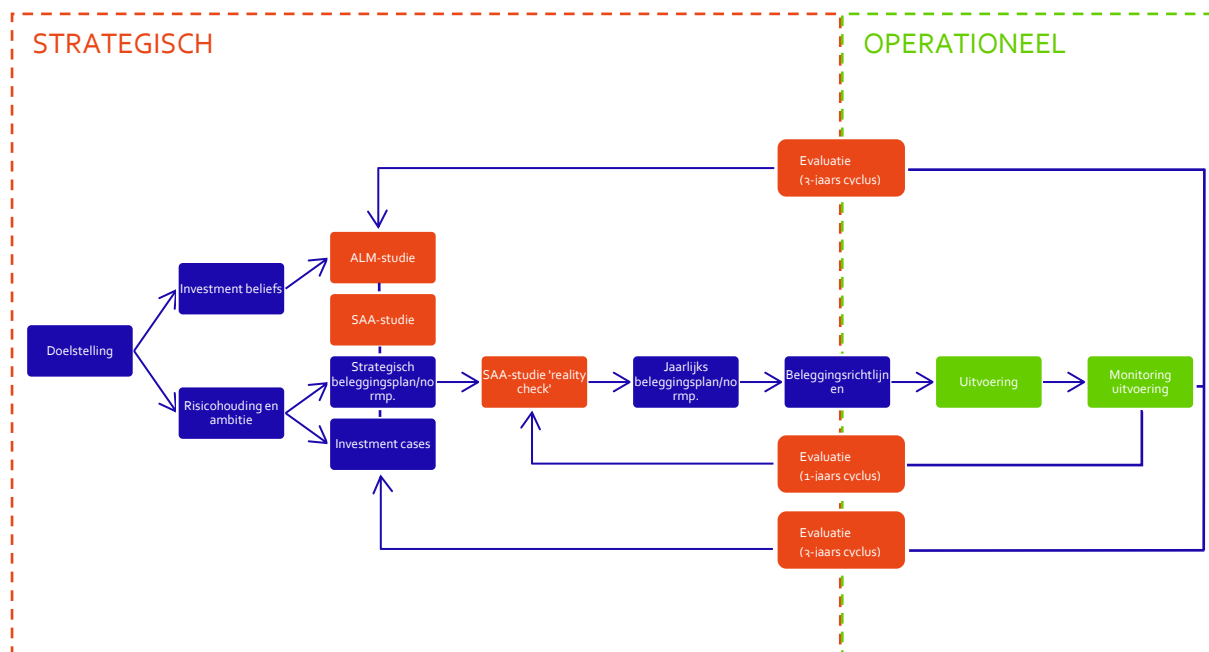 STRATEGISCH
OPERATIONEEL
Evaluatie
(3-jaars cyclus)
ALM-studie
Investment beliefs
SAA-studie
Doelstelling
Strategisch
beleggingsplan/no
rmp.
SAA-studie 'reality
check'
Jaarlijks
beleggingsplan/no
rmp.
Beleggingsrichtlijn
en
Uitvoering
Monitoring
uitvoering
Risicohouding en
ambitie
Investment cases
Evaluatie
(1-jaars cyclus)
Evaluatie
(3-jaars cyclus)